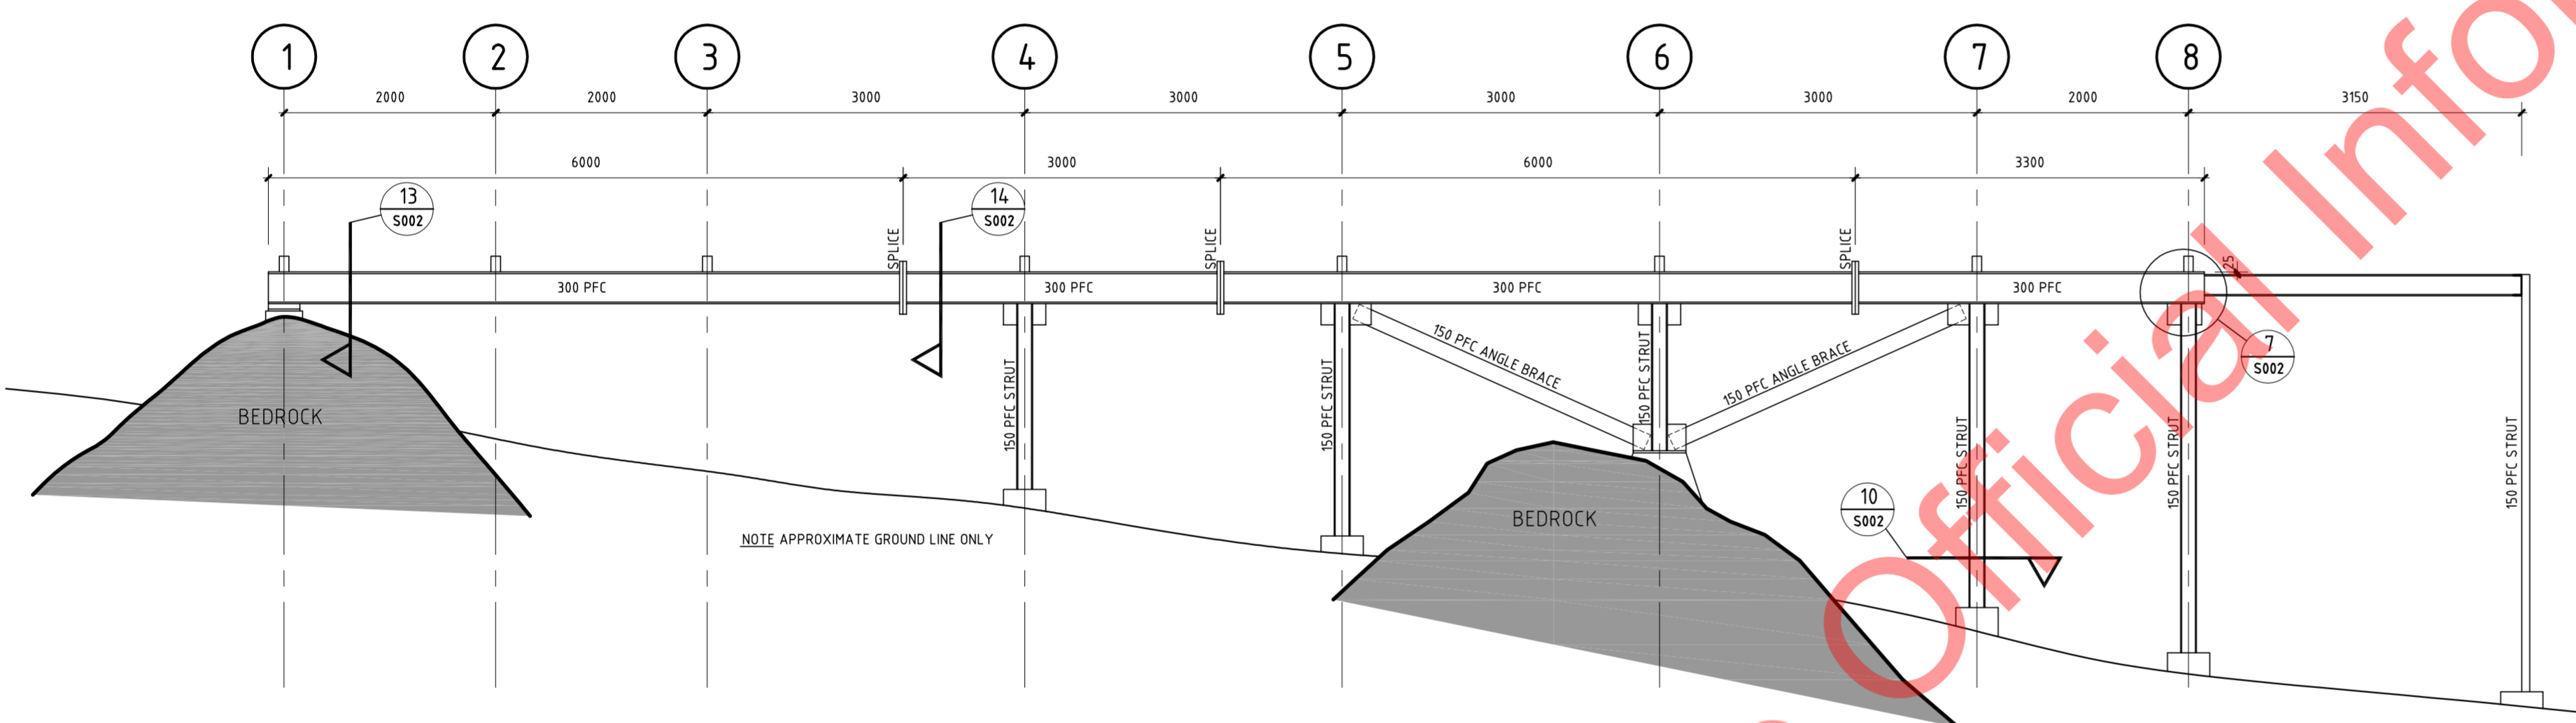 1 2 3 4 5 6 7 8
2000 2000 3000 3000 3000 3000 2000 3150
6000 3000 6000 3300
13
S002
14
S002
SPLICE
SPLICE
SPLICE
25
300 PFC 300 PFC 300 PFC 300 PFC
7
S002
150 PFC ANGLE BRACE
150 PFC ANGLE BRACE
150 PFC STRUT
150 PFC STRUT
150 PFC STRUT
150 PFC STRUT
150 PFC STRUT
150 PFC STRUT
BEDROCK
BEDROCK
10
S002
NOTE APPROXIMATE GROUND LINE ONLY
Official Info